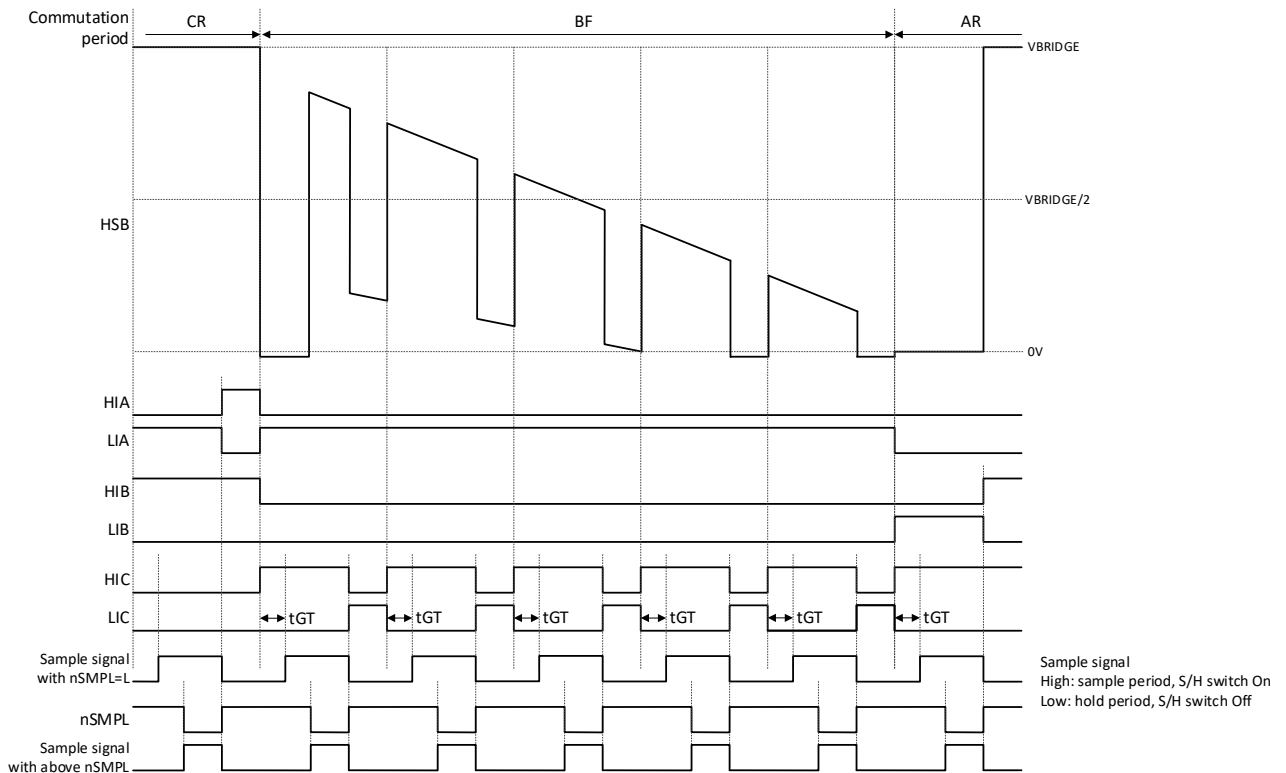 Commutation
period
CR
BF
AR
VBRIDGE
VBRIDGE/2
HSB
0V
HIA
LIA
HIB
LIB
HIC
LIC
tGT
tGT
tGT
tGT
tGT
tGT
Sample signal
with nSMPL=L
Sample signal
High: sample period, S/H switch On
Low: hold period, S/H switch Off
nSMPL
Sample signal
with above nSMPL